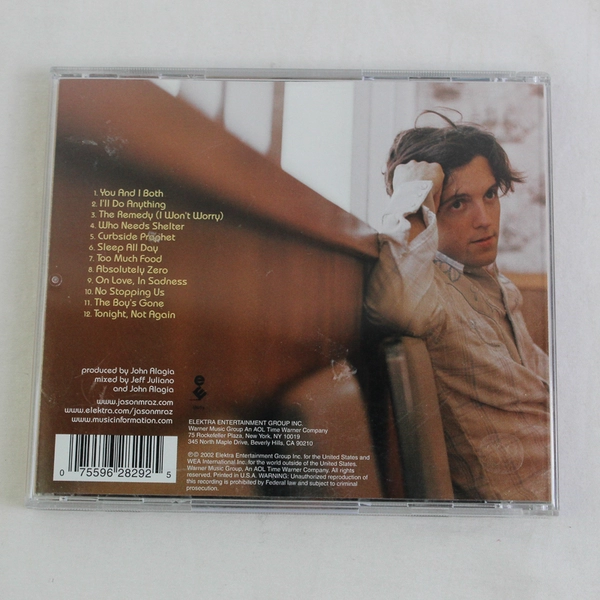 1. You And I Both
2. I'll Do Anything
3. The Remedy (I Won't Worry)
4. Who Needs Shelter
5. Curbside Prophet
6. Sleep All Day
7. Too Much Food
8. Absolutely Zero
9. On Love, In Sadness
10. No Stopping Us
11. The Boy's Gone
12. Tonight, Not Again
produced by John Alagia
mixed by Jeff Juliano
and John Alagia
www.jasonmraz.com
www.elektra.com/jasonmraz
www.musicinformation.com
0 75596 28292 5
ELEKTRA ENTERTAINMENT GROUP INC.
Warner Music Group An AOL Time Warner Company
75 Rockefeller Plaza, New York, NY 10019
345 North Maple Drive, Beverly Hills, CA 90210
℗© 2002 Elektra Entertainment Group Inc. for the United States and
WEA International Inc. for the world outside of the United States.
Warner Music Group, An AOL Time Warner Company. All rights
reserved. Printed in U.S.A. WARNING: Unauthorized reproduction of
this recording is prohibited by Federal law and subject to criminal
prosecution.